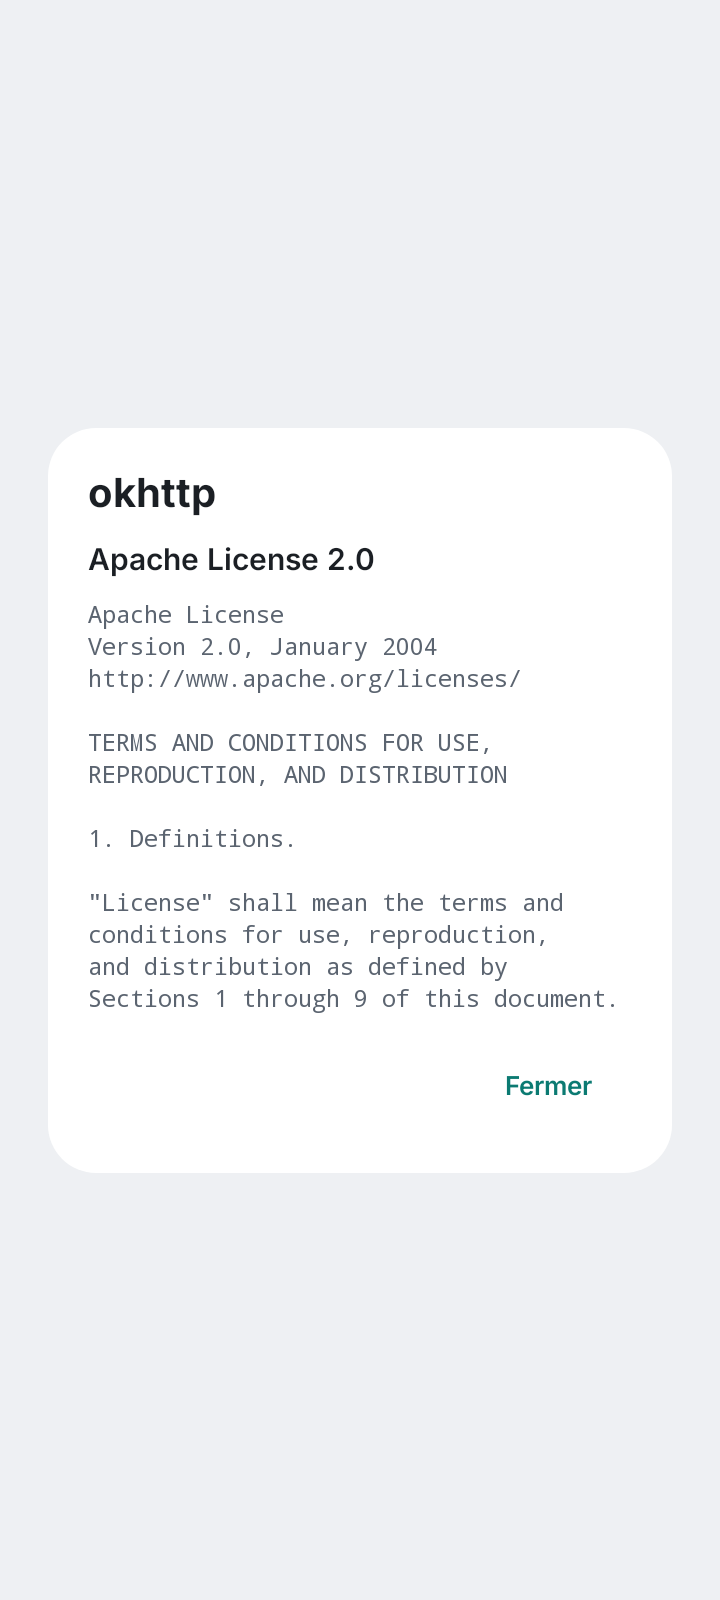 okhttp
Apache License 2.0
Apache License
Version 2.0, January 2004
http://www.apache.org/licenses/
TERMS AND CONDITIONS FOR USE,
REPRODUCTION, AND DISTRIBUTION
1. Definitions.
"License" shall mean the terms and
conditions for use, reproduction,
and distribution as defined by
Sections 1 through 9 of this document.
Fermer